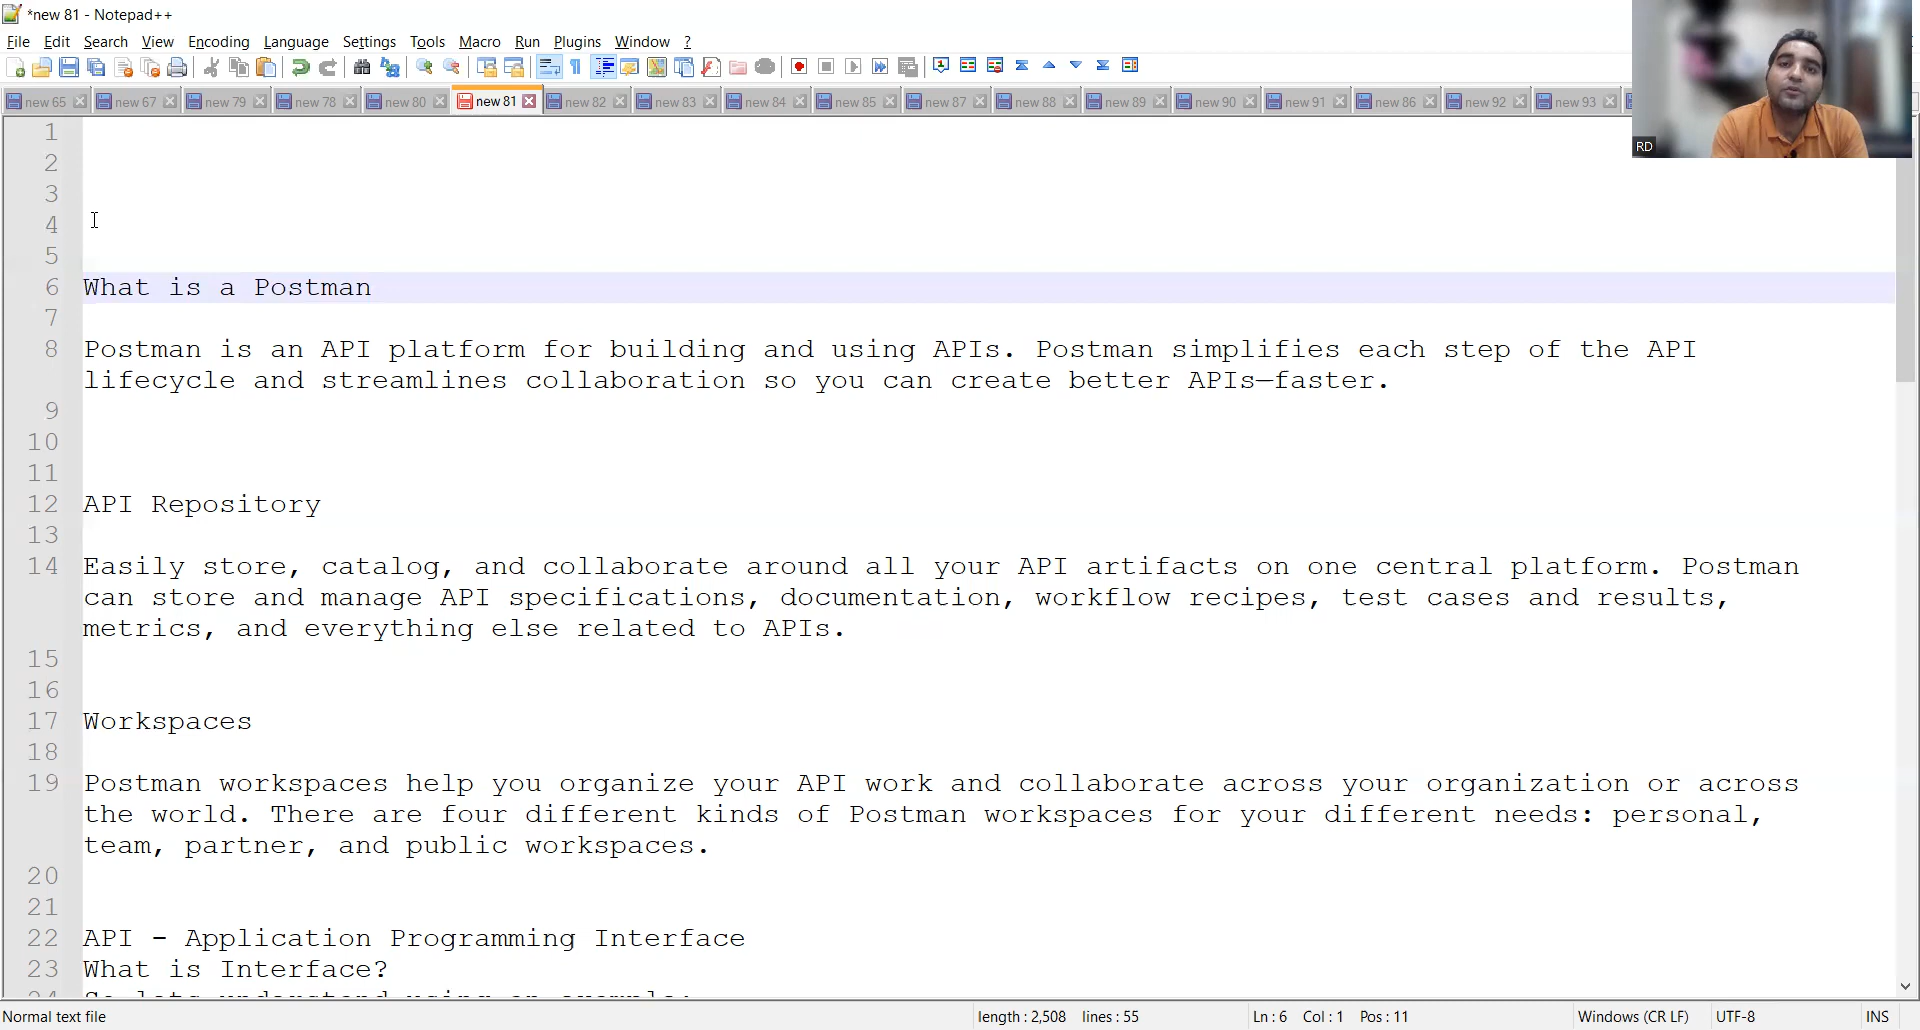 *new 81 - Notepad++
File Edit Search View Encoding Language Settings Tools Macro Run Plugins Window ?
new 65 new 67 new 79 new 78 new 80 new 81 new 82 new 83 new 84 new 85 new 87 new 88 new 89 new 90 new 91 new 86 new 92 new 93
RD
1
2
3
4
5
6 What is a Postman
7
8 Postman is an API platform for building and using APIs. Postman simplifies each step of the API
lifecycle and streamlines collaboration so you can create better APIs—faster.
9
10
11
12 API Repository
13
14 Easily store, catalog, and collaborate around all your API artifacts on one central platform. Postman
can store and manage API specifications, documentation, workflow recipes, test cases and results,
metrics, and everything else related to APIs.
15
16
17 Workspaces
18
19 Postman workspaces help you organize your API work and collaborate across your organization or across
the world. There are four different kinds of Postman workspaces for your different needs: personal,
team, partner, and public workspaces.
20
21
22 API - Application Programming Interface
23 What is Interface?
Normal text file length : 2,508 lines : 55 Ln : 6 Col : 1 Pos : 11 Windows (CR LF) UTF-8 INS